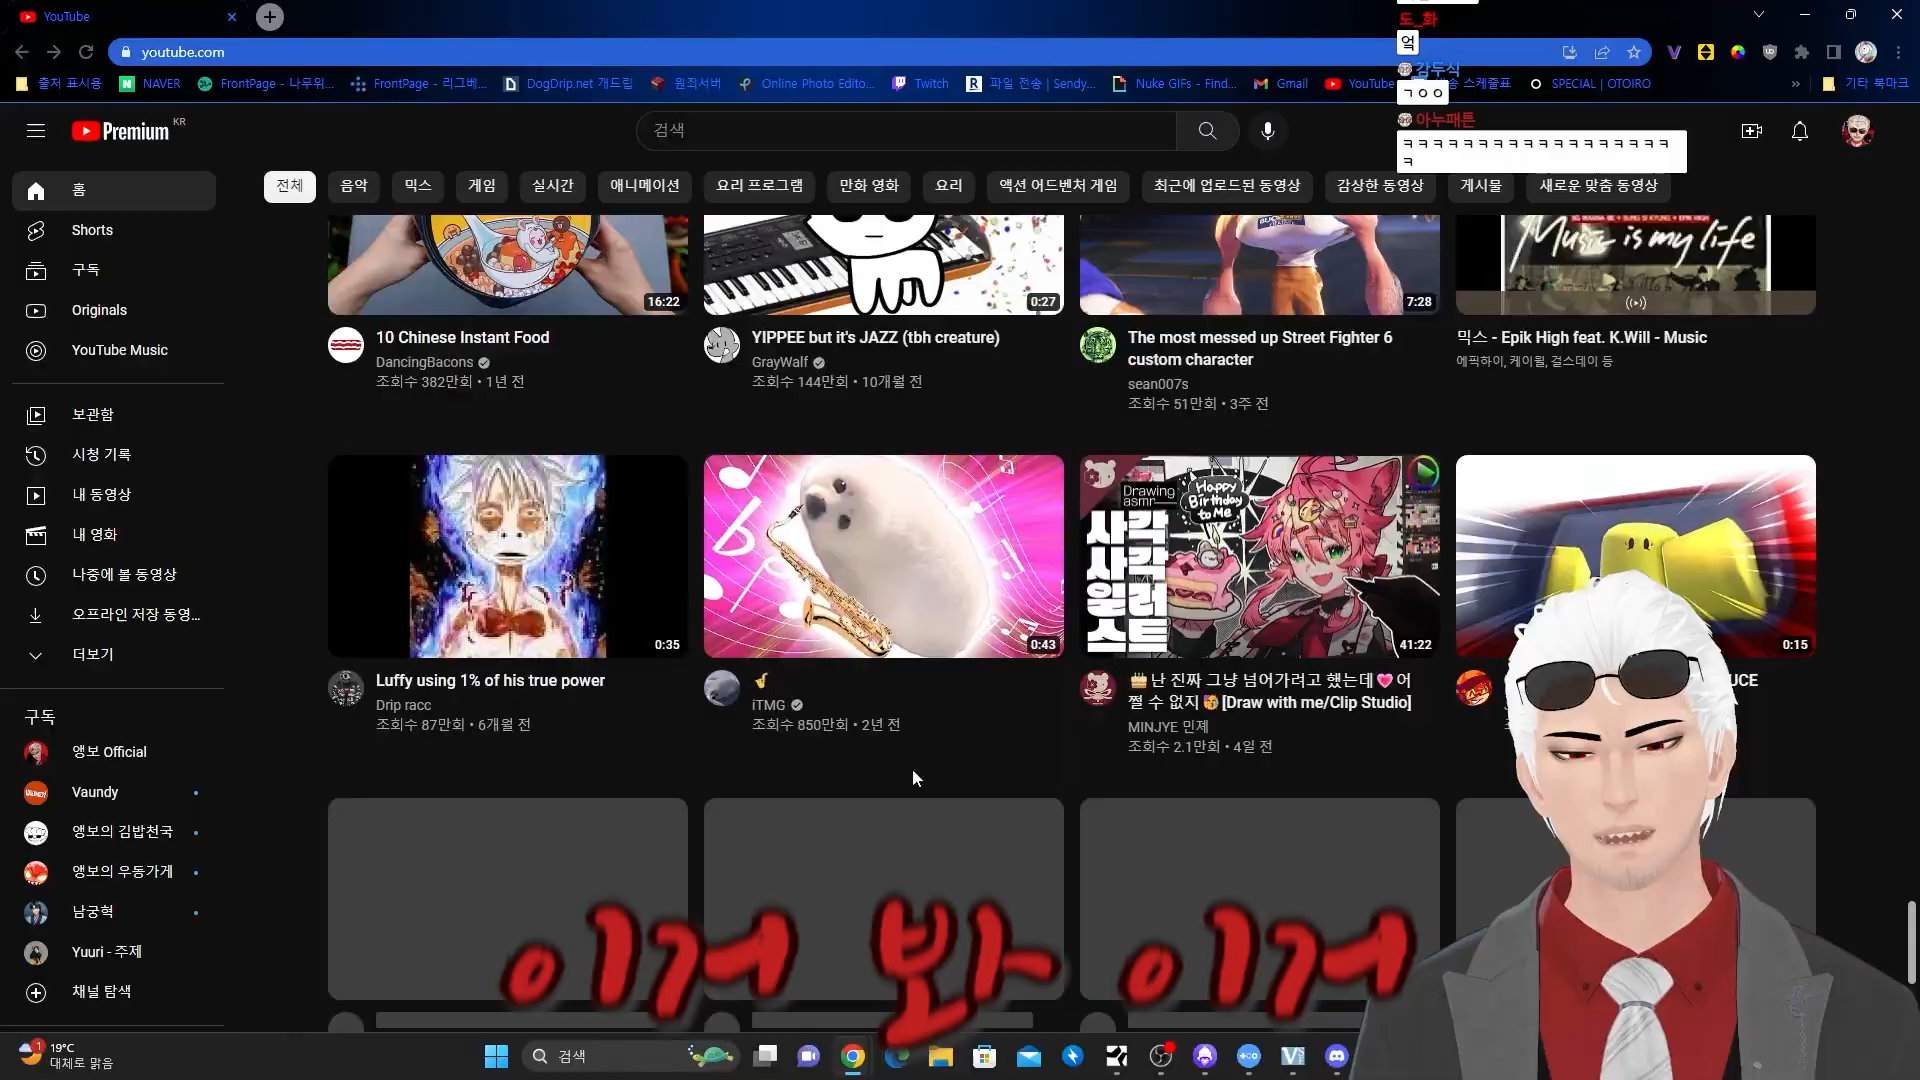 YouTube
youtube.com
도_화
엌
감두식
ㄱㅇㅇ
아누패튼
ㅋㅋㅋㅋㅋㅋㅋㅋㅋㅋㅋㅋㅋㅋㅋㅋㅋㅋ
ㅋ
출처 표시용
NAVER
FrontPage - 나무위...
FrontPage - 리그베...
DogDrip.net 개드립
원죄서버
Online Photo Edito...
Twitch
파일 전송 | Sendy...
Nuke GIFs - Find...
Gmail
YouTube
송 스케줄표
SPECIAL | OTOIRO
»
기타 북마크
Premium KR
검색
전체
음악
믹스
게임
실시간
애니메이션
요리 프로그램
만화 영화
요리
액션 어드벤처 게임
최근에 업로드된 동영상
감상한 동영상
게시물
새로운 맞춤 동영상
홈
Shorts
구독
Originals
YouTube Music
보관함
시청 기록
내 동영상
내 영화
나중에 볼 동영상
오프라인 저장 동영...
더보기
구독
앵보 Official
Vaundy
앵보의 김밥천국
앵보의 우동가게
남궁혁
Yuuri - 주제
채널 탐색
16:22
10 Chinese Instant Food
DancingBacons
조회수 382만회 • 1년 전
0:27
YIPPEE but it's JAZZ (tbh creature)
GrayWalf
조회수 144만회 • 10개월 전
7:28
The most messed up Street Fighter 6
custom character
sean007s
조회수 51만회 • 3주 전
Music is my life
믹스 - Epik High feat. K.Will - Music
에픽하이, 케이윌, 걸스데이 등
0:35
Luffy using 1% of his true power
Drip racc
조회수 87만회 • 6개월 전
0:43
🎷
iTMG
조회수 850만회 • 2년 전
Drawing
asmr
Happy
Birthday
to Me
사각
사각
일러
스트
41:22
🎂난 진짜 그냥 넘어가려고 했는데💗어
쩔 수 없지🥳[Draw with me/Clip Studio]
MINJYE 민제
조회수 2.1만회 • 4일 전
0:15
UCE
이거 봐 이거
1
19°C
대체로 맑음
검색